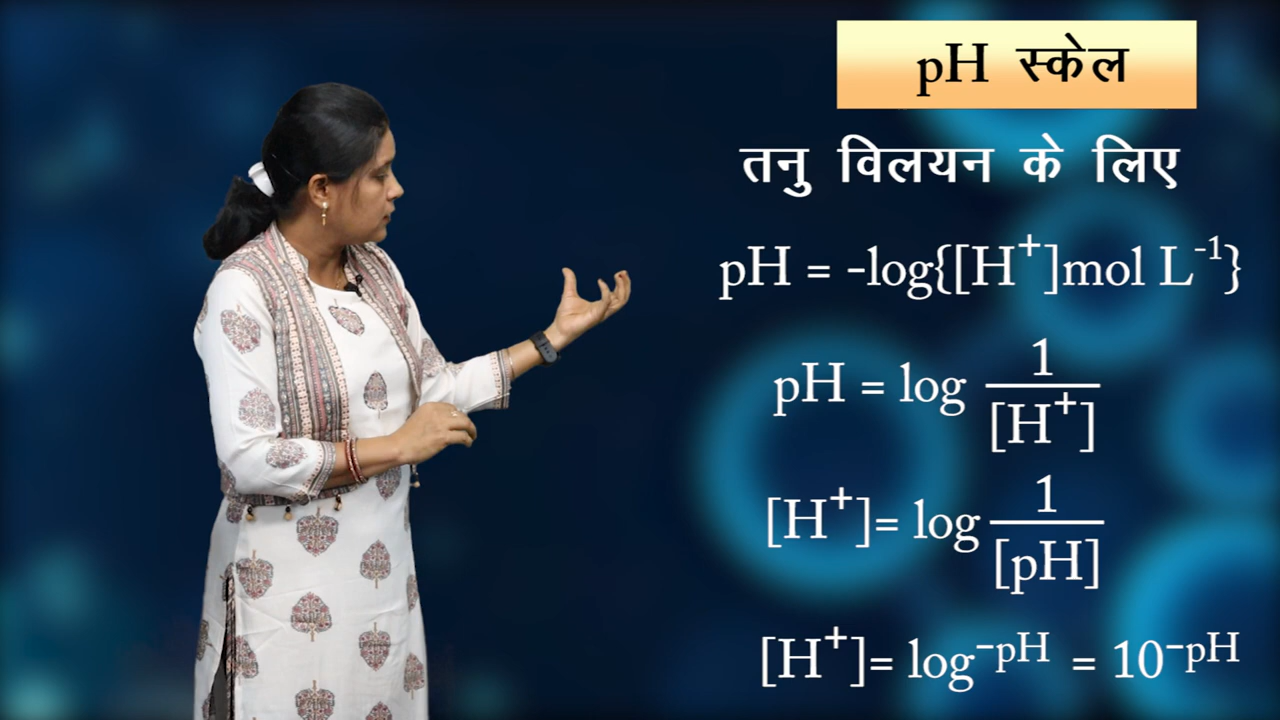 pH स्केल
तनु विलयन के लिए
pH = -log{[H⁺]mol L⁻¹}
pH = log 1/[H⁺]
[H⁺]= log 1/[pH]
[H⁺]= log⁻ᵖᴴ = 10⁻ᵖᴴ